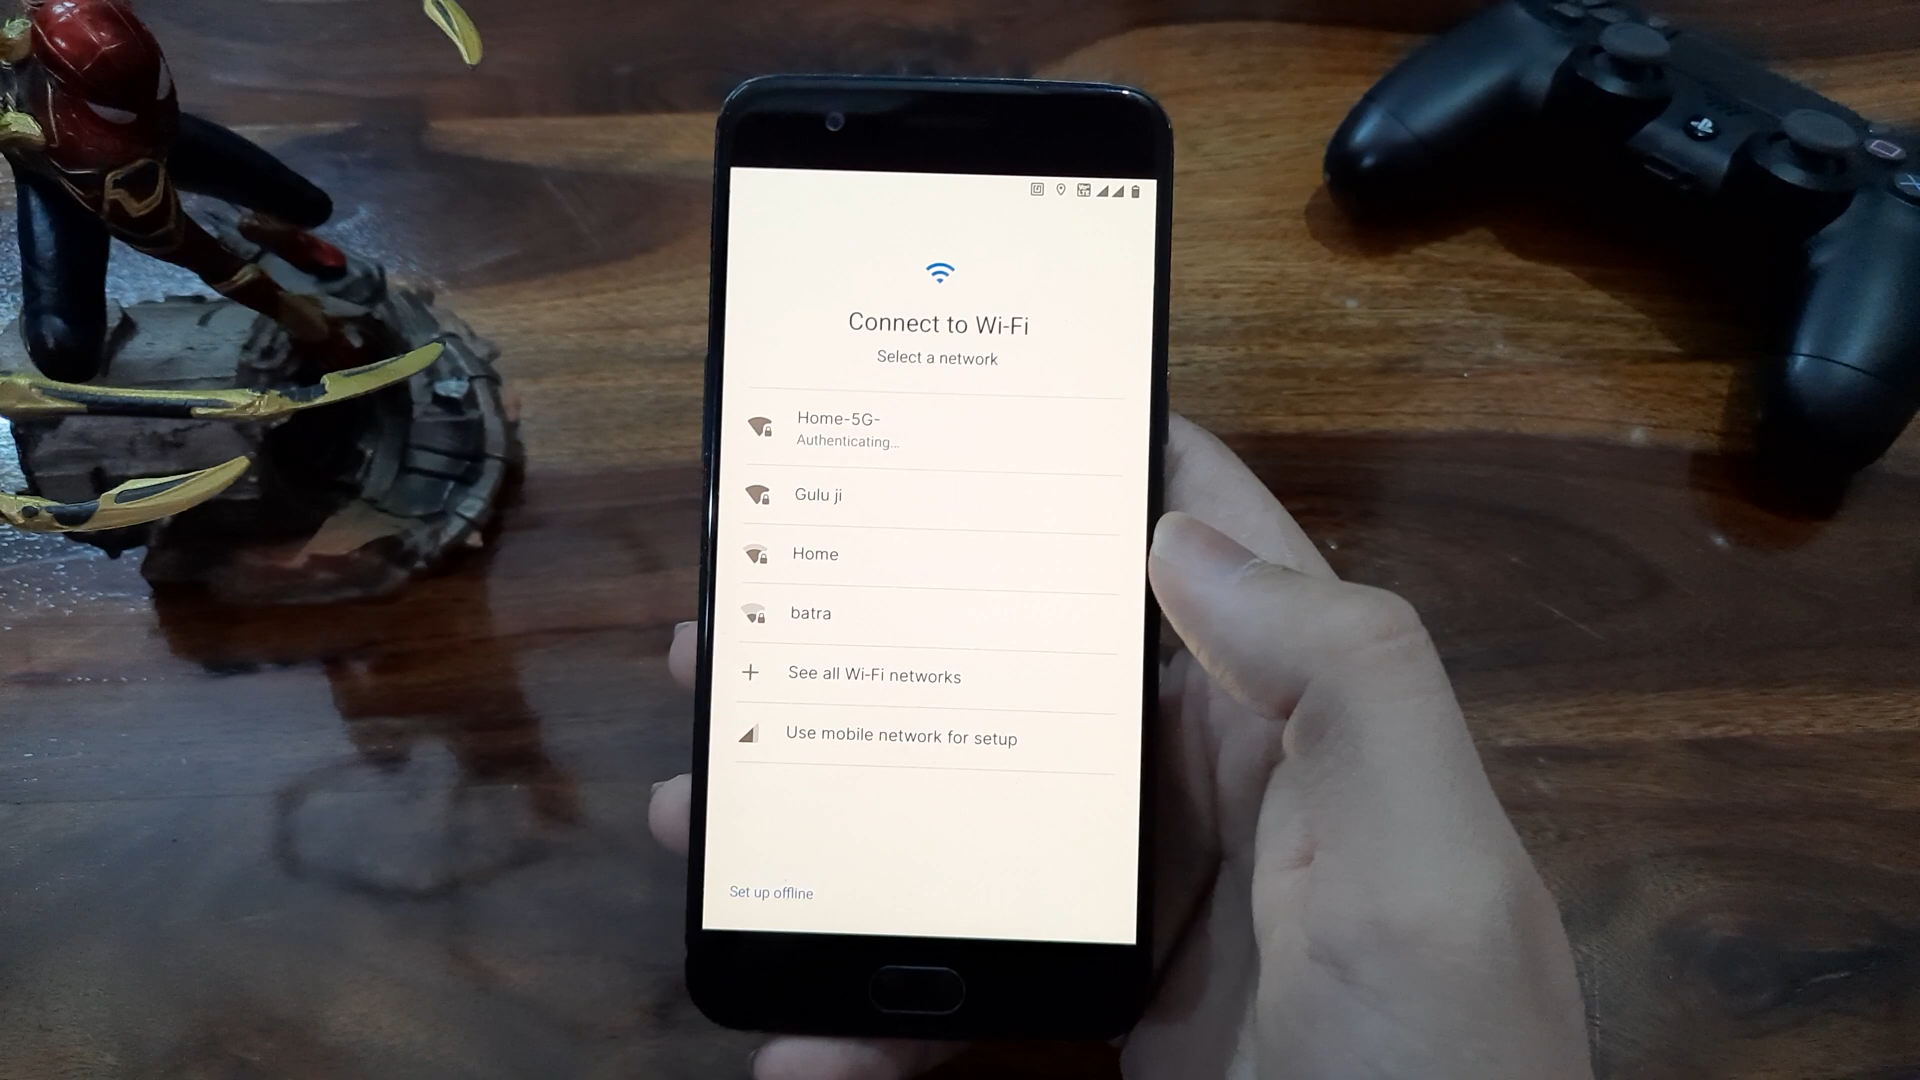 Connect to Wi-Fi
Select a network
Home-5G-
Authenticating...
Gulu ji
Home
batra
See all Wi-Fi networks
Use mobile network for setup
Set up offline